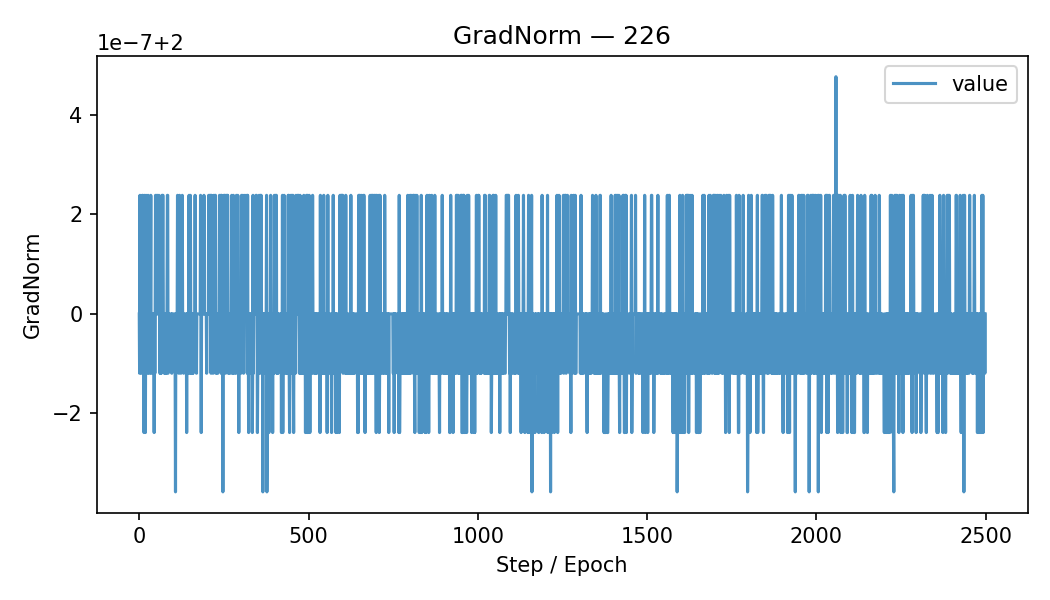 GradNorm — 226
1e−7+2
value
GradNorm
4
2
0
−2
0
500
1000
1500
2000
2500
Step / Epoch